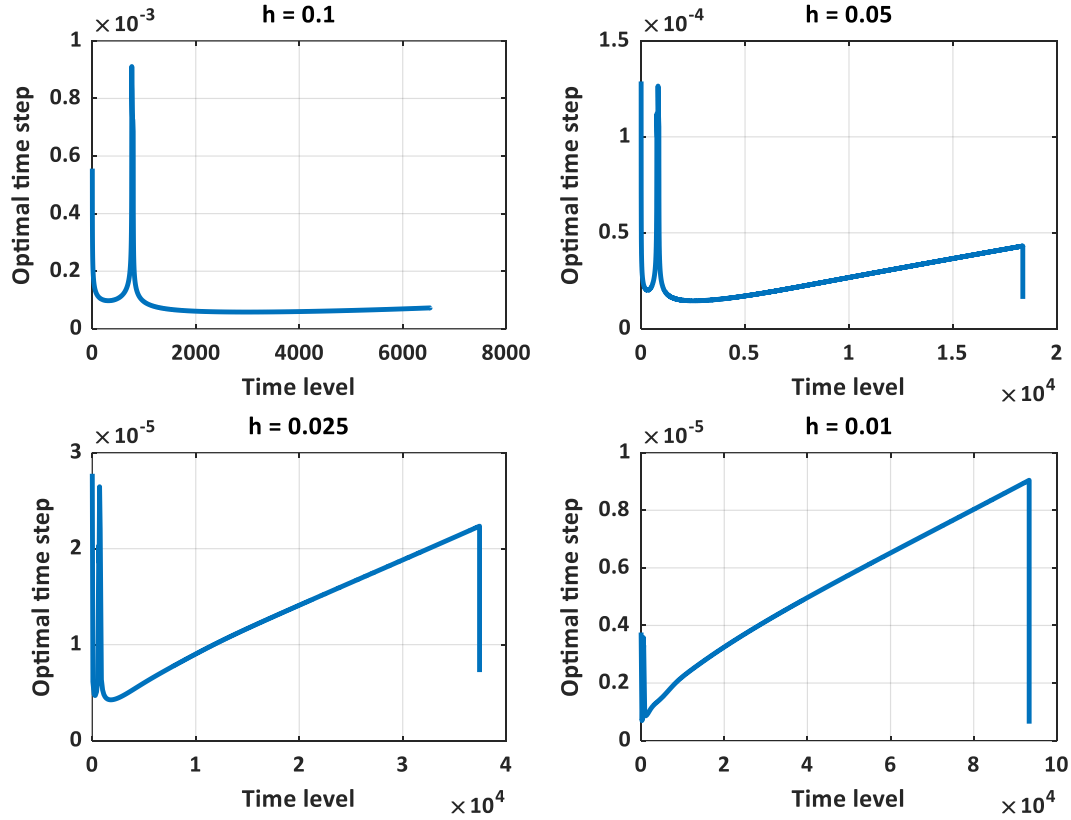 h = 0.1
×10-3
1
0.8
0.6
0.4
0.2
0
Optimal time step
0 2000 4000 6000 8000
Time level
h = 0.05
×10-4
1.5
1
0.5
0
Optimal time step
0 0.5 1 1.5 2
Time level
×104
h = 0.025
×10-5
3
2
1
0
Optimal time step
0 1 2 3 4
Time level
×104
h = 0.01
×10-5
1
0.8
0.6
0.4
0.2
0
Optimal time step
0 2 4 6 8 10
Time level
×104